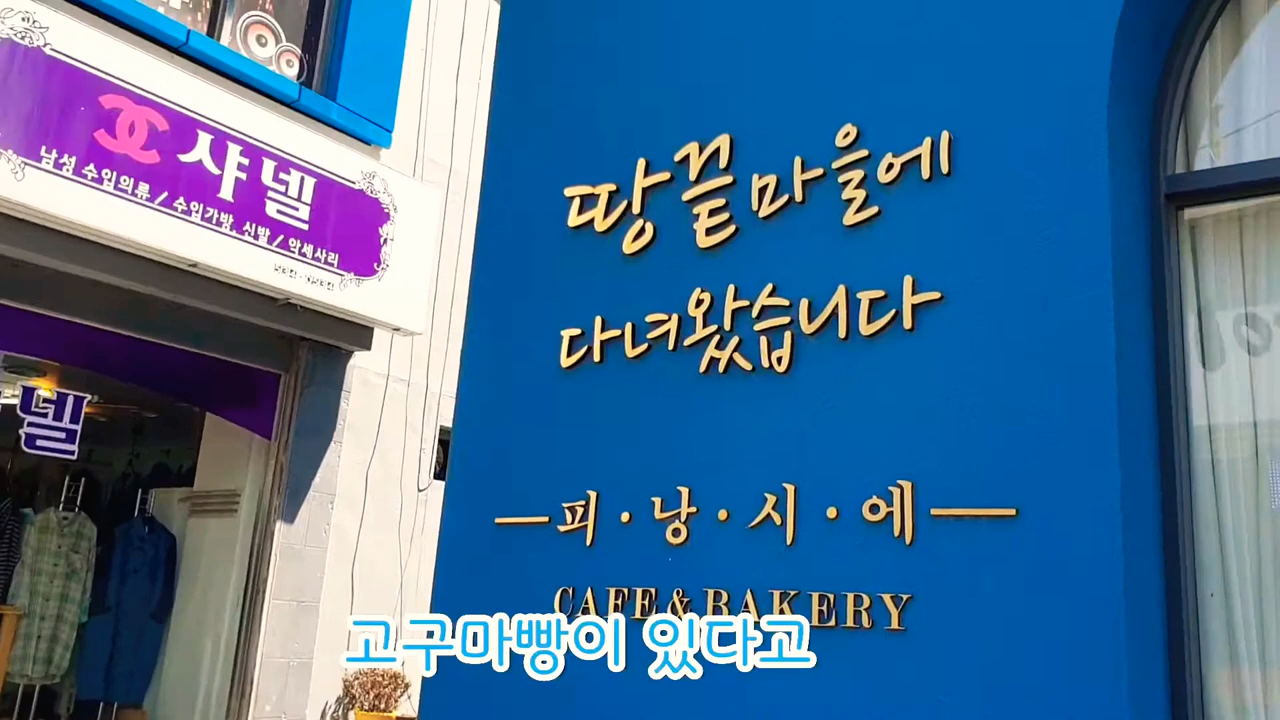 샤넬
남성 수입의류 / 수입가방, 신발 / 악세사리
넬
땅끝마을에
다녀왔습니다
피·낭·시·에
CAFE & BAKERY
고구마빵이 있다고